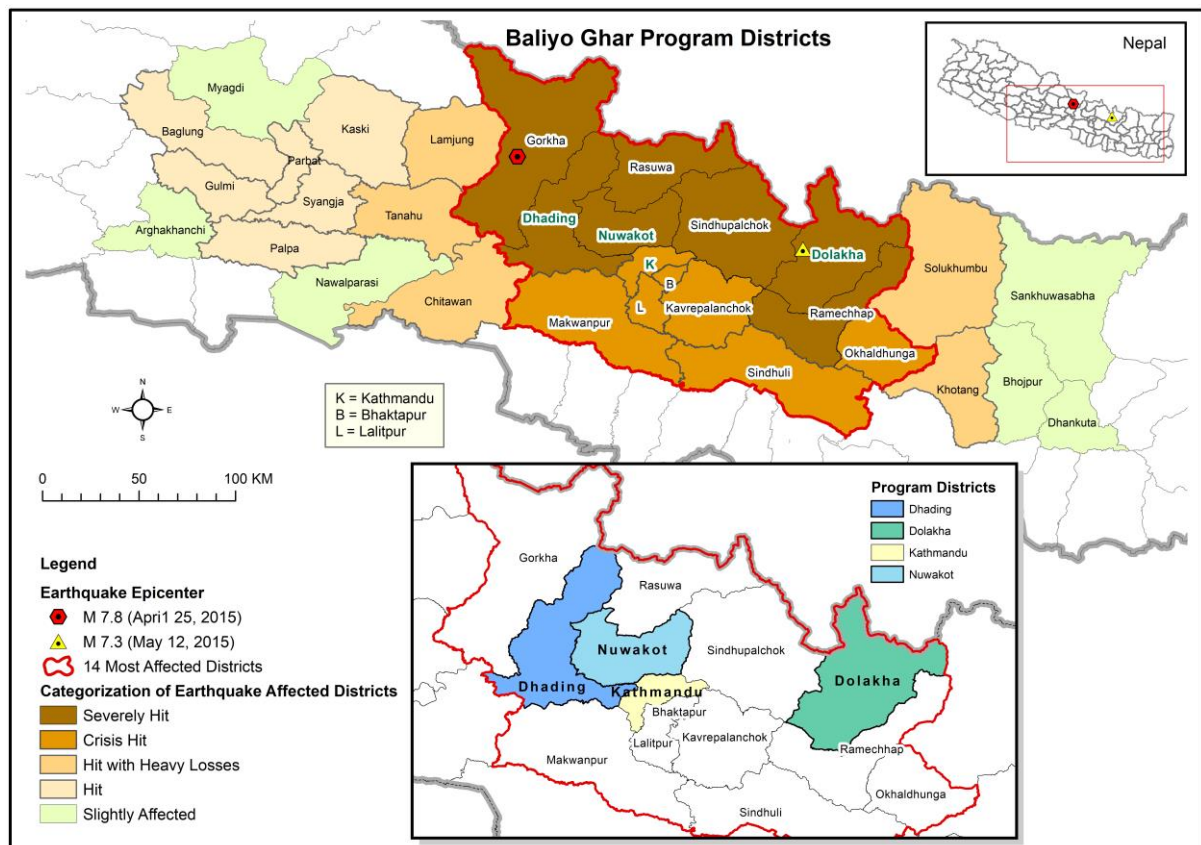 Baliyo Ghar Program Districts
Nepal
Myagdi
Baglung
Kaski
Lamjung
Gorkha
Parbat
Rasuwa
Gulmi
Syangja
Tanahu
Dhading
Nuwakot
Sindhupalchok
Arghakhanchi
Palpa
K
Dolakha
Solukhumbu
Nawalparasi
B
Sankhuwasabha
Chitawan
L
Kavrepalanchok
Makwanpur
Ramechhap
Okhaldhunga
Sindhuli
Khotang
Bhojpur
Dhankuta
N
W E
S
K = Kathmandu
B = Bhaktapur
L = Lalitpur
0 50 100 KM
Legend
Earthquake Epicenter
M 7.8 (Apri1 25, 2015)
M 7.3 (May 12, 2015)
14 Most Affected Districts
Categorization of Earthquake Affected Districts
Severely Hit
Crisis Hit
Hit with Heavy Losses
Hit
Slightly Affected
Program Districts
Dhading
Dolakha
Kathmandu
Nuwakot
Gorkha
Rasuwa
Nuwakot
Sindhupalchok
Dhading
Kathmandu
Dolakha
Bhaktapur
Lalitpur
Kavrepalanchok
Makwanpur
Ramechhap
Okhaldhunga
Sindhuli